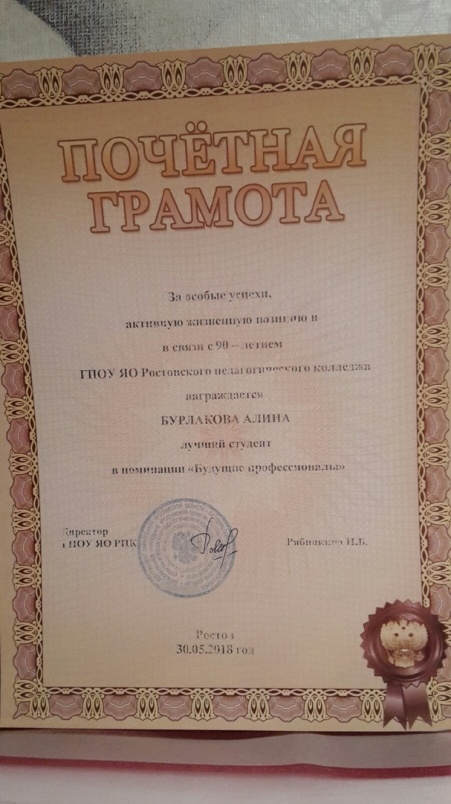 ПОЧЁТНАЯ
ГРАМОТА
За особые успехи,
активную жизненную позицию и
в связи с 90 – летием
ГПОУ ЯО Ростовского педагогического колледжа
награждается
БУРЛАКОВА АЛИНА
лучший студент
в номинации «Будущие профессионалы»
Директор
ГПОУ ЯО РПК
Ростов
30.05.2018 год